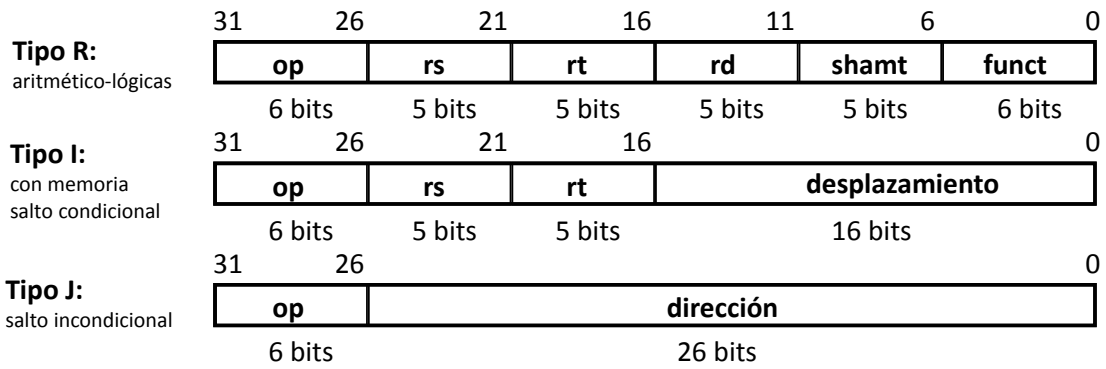 31 26 21 16 11 6 0
Tipo R:
aritmético-lógicas
op rs rt rd shamt funct
6 bits 5 bits 5 bits 5 bits 5 bits 6 bits
31 26 21 16 0
Tipo I:
con memoria
salto condicional
op rs rt desplazamiento
6 bits 5 bits 5 bits 16 bits
31 26 0
Tipo J:
salto incondicional
op dirección
6 bits 26 bits